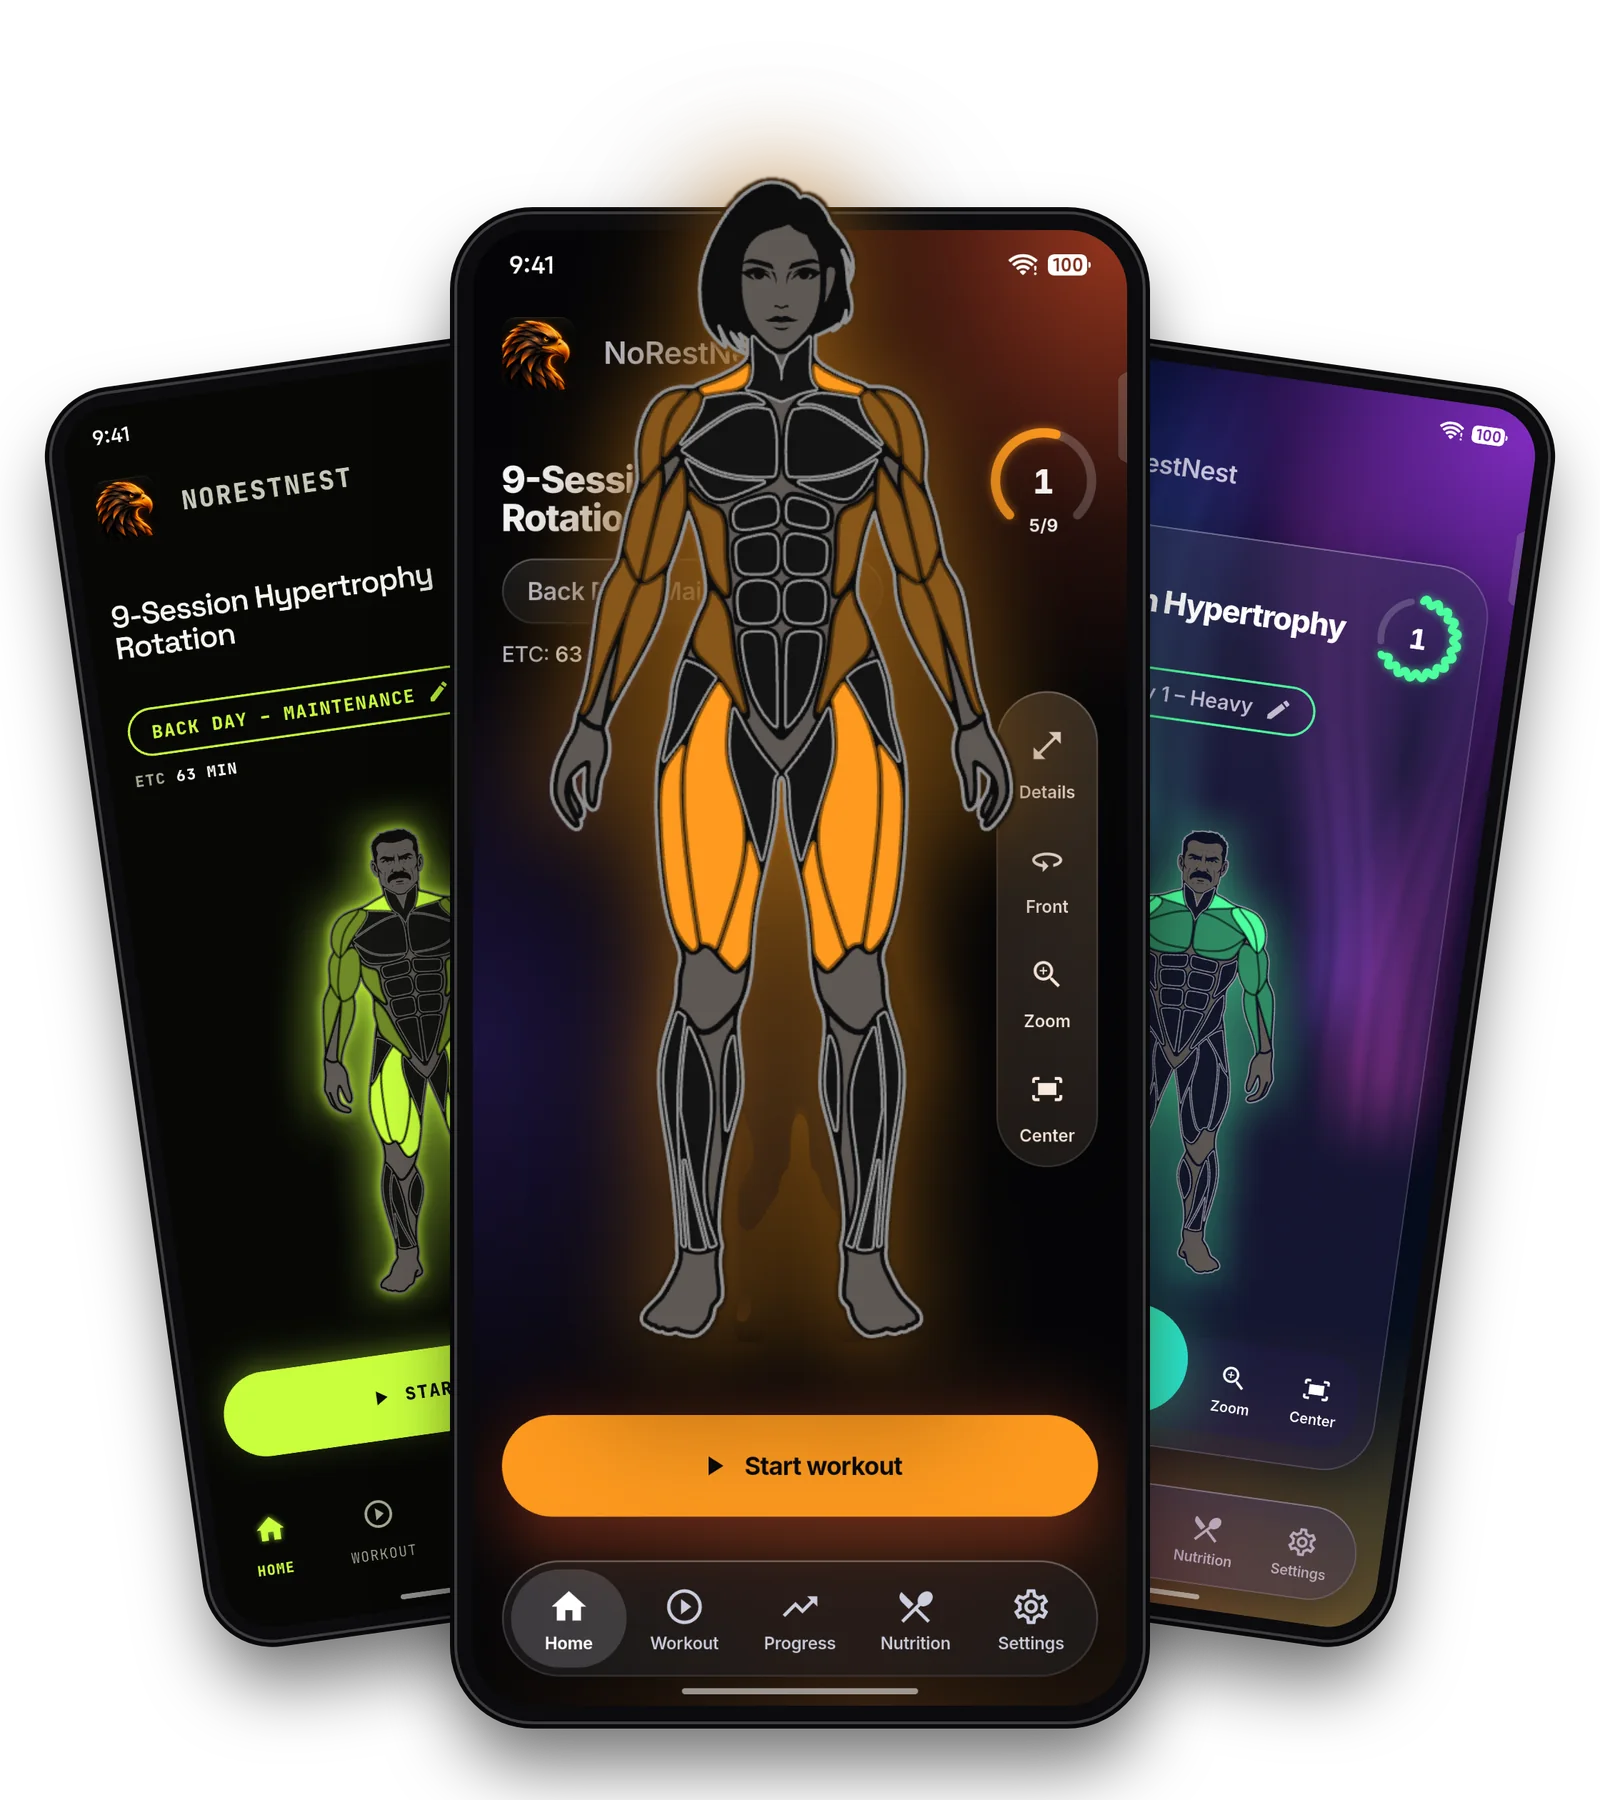 9:41
NORESTNEST
9-Session Hypertrophy
Rotation
BACK DAY – MAINTENANCE
ETC 63 MIN
STAR
HOME
WORKOUT
9:41
100
NoRestN
9-Sessi
Rotatio
1
5/9
Back Mai
ETC: 63
Details
Front
Zoom
Center
Start workout
Home
Workout
Progress
Nutrition
Settings
100
estNest
n Hypertrophy
1
y 1 – Heavy
Zoom
Center
Nutrition
Settings